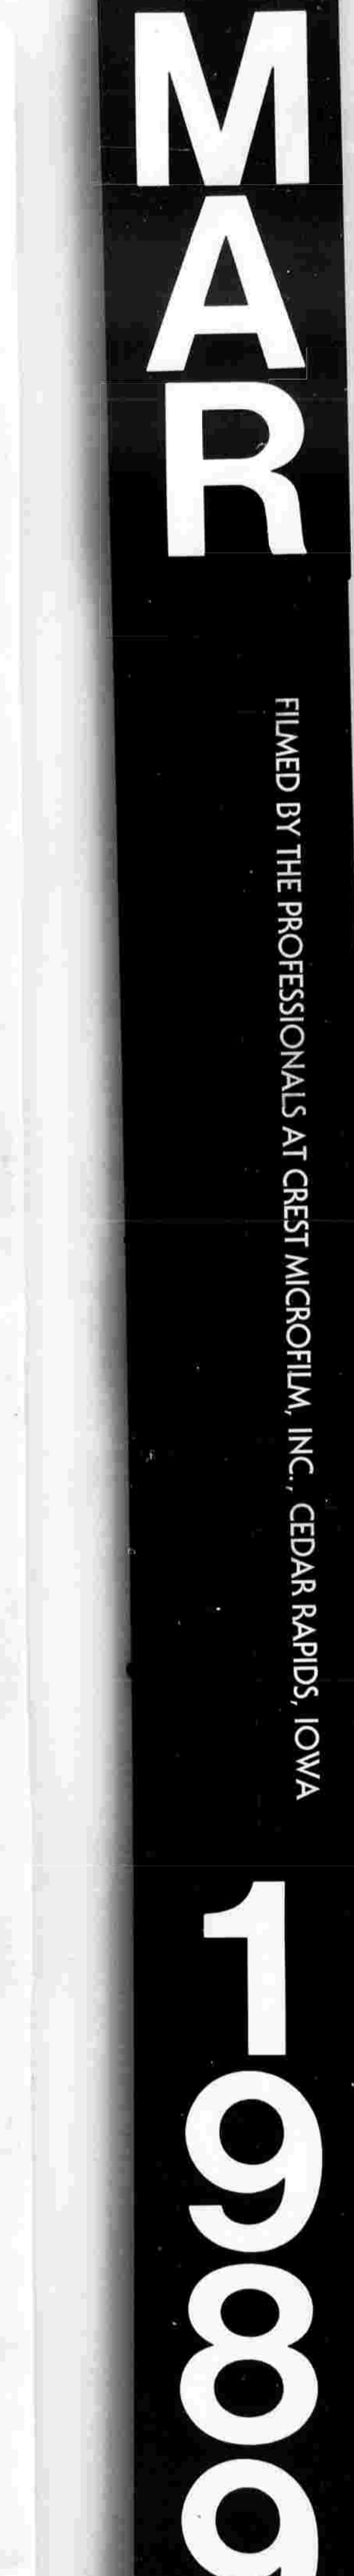 MAR
FILMED BY THE PROFESSIONALS AT CREST MICROFILM, INC., CEDAR RAPIDS, IOWA
1989